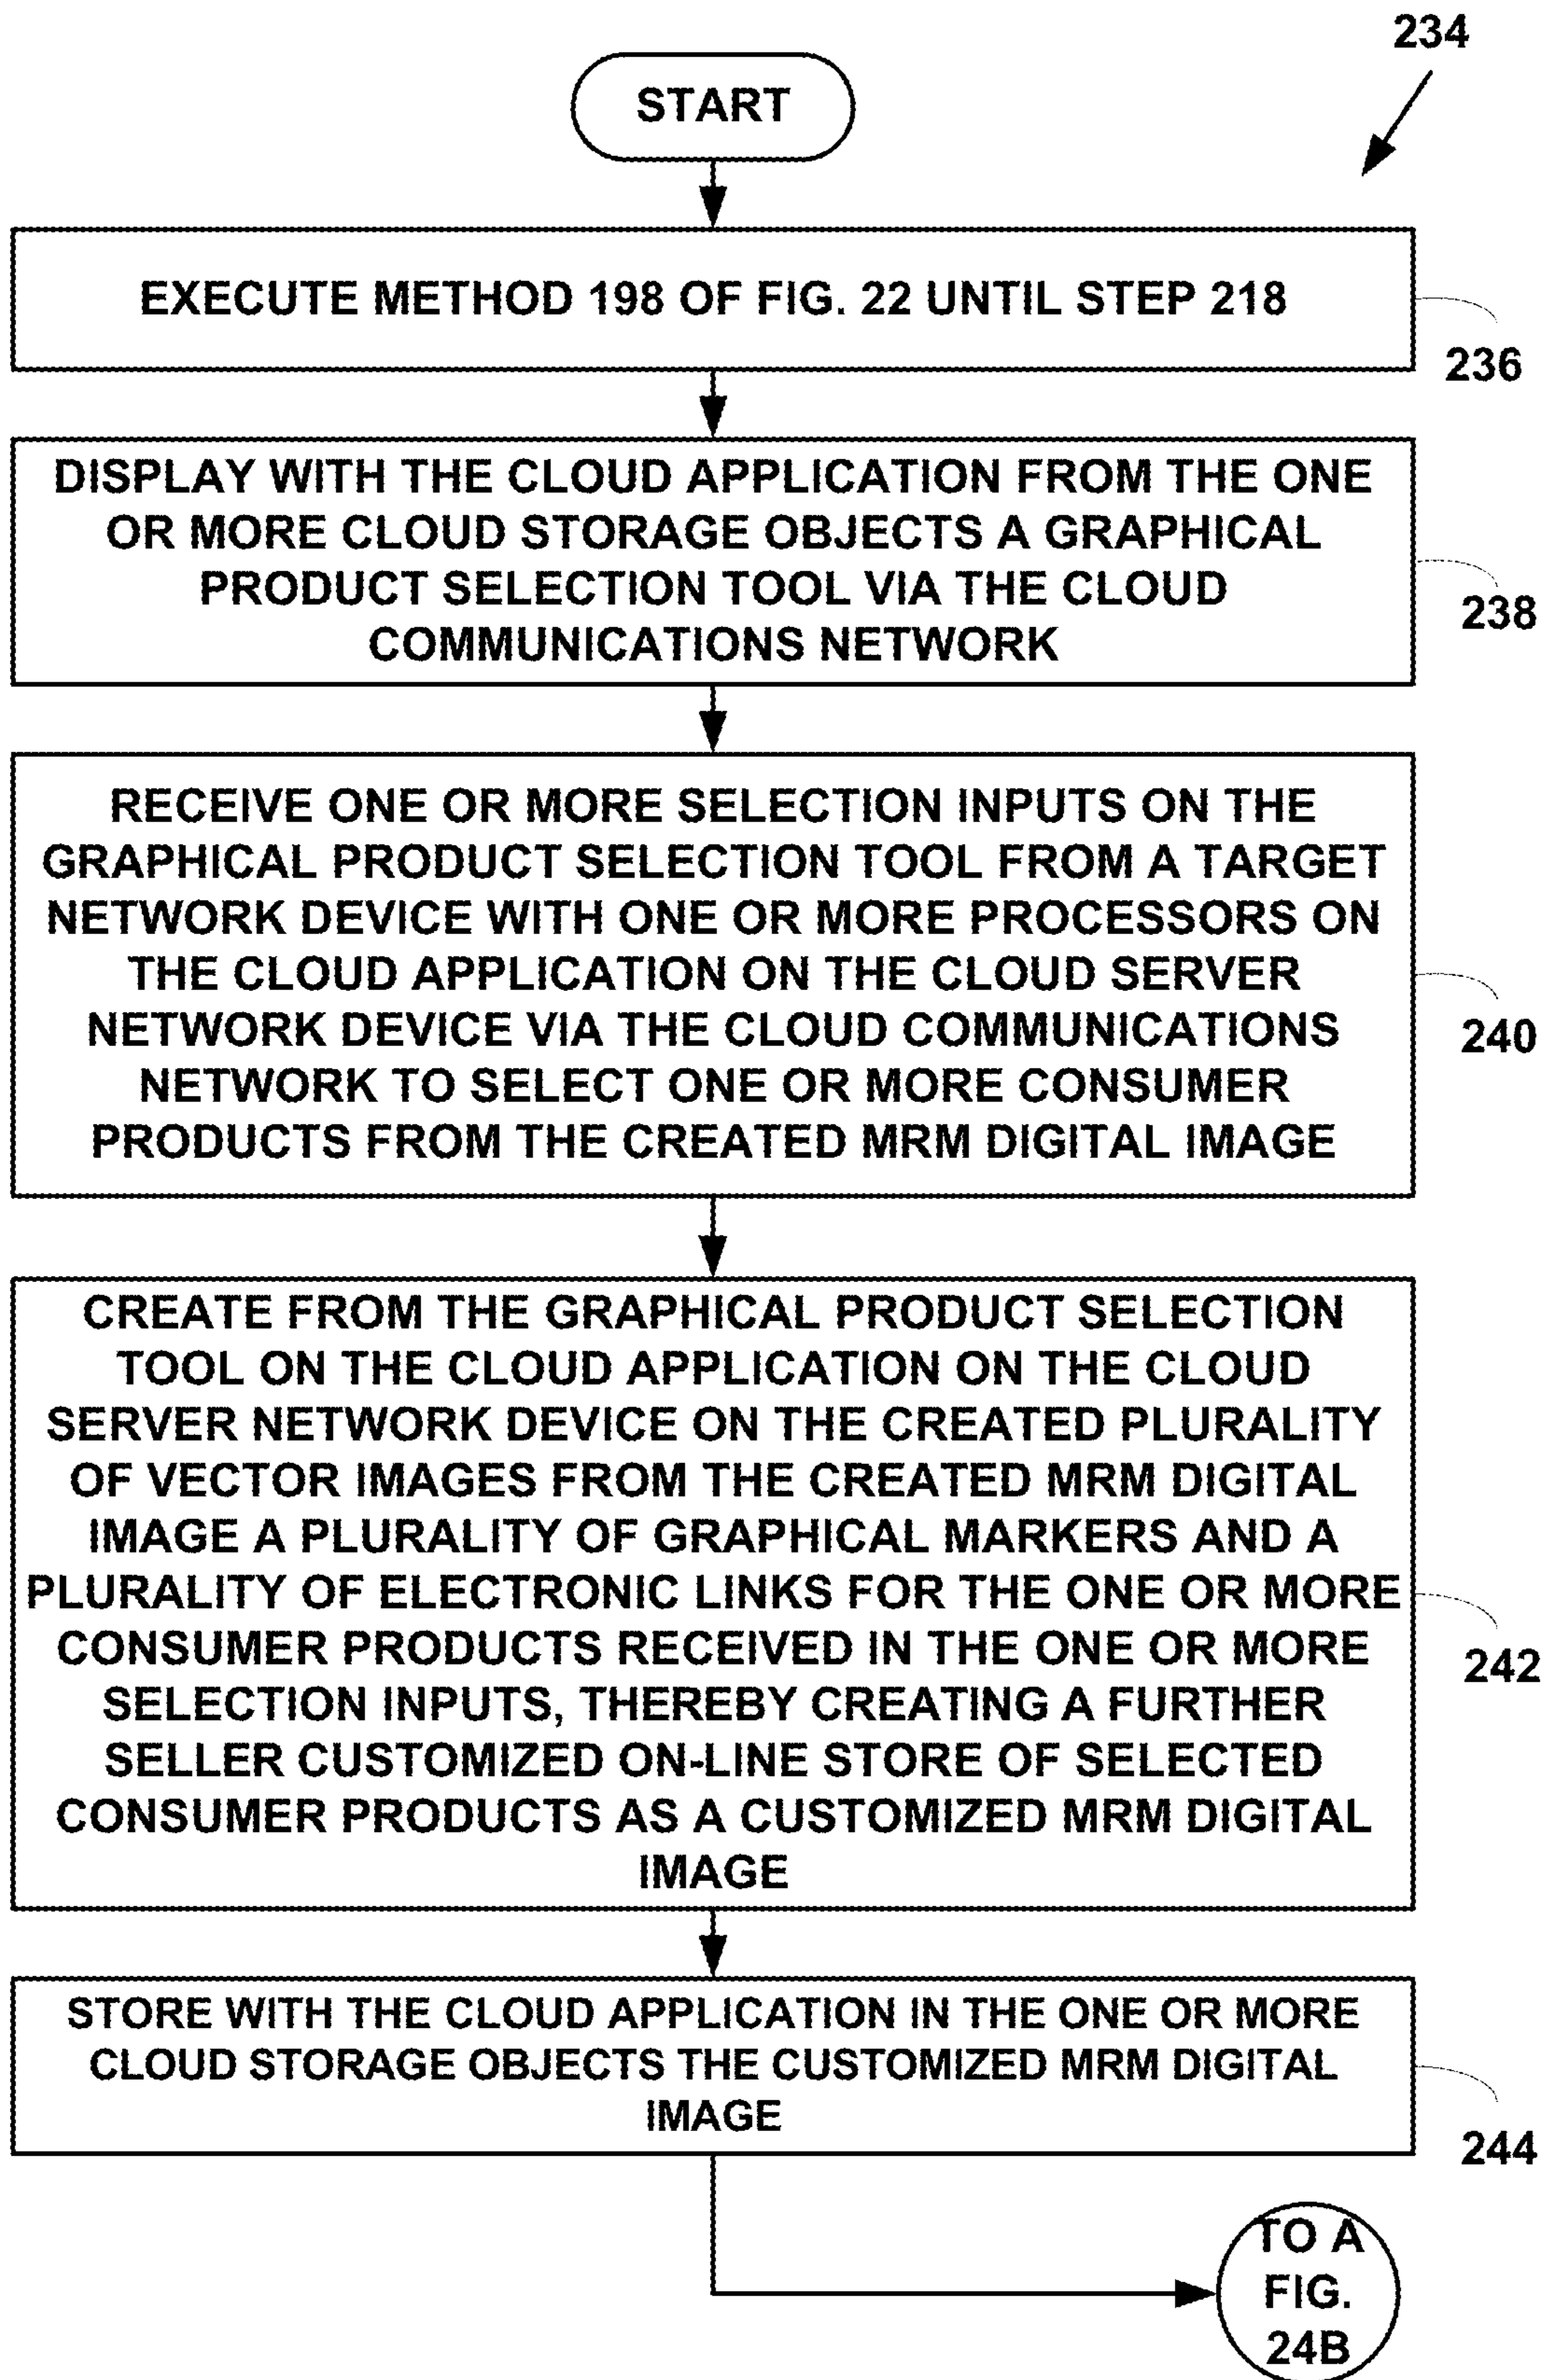 234
START
EXECUTE METHOD 198 OF FIG. 22 UNTIL STEP 218
236
DISPLAY WITH THE CLOUD APPLICATION FROM THE ONE
OR MORE CLOUD STORAGE OBJECTS A GRAPHICAL
PRODUCT SELECTION TOOL VIA THE CLOUD
COMMUNICATIONS NETWORK
238
RECEIVE ONE OR MORE SELECTION INPUTS ON THE
GRAPHICAL PRODUCT SELECTION TOOL FROM A TARGET
NETWORK DEVICE WITH ONE OR MORE PROCESSORS ON
THE CLOUD APPLICATION ON THE CLOUD SERVER
NETWORK DEVICE VIA THE CLOUD COMMUNICATIONS
NETWORK TO SELECT ONE OR MORE CONSUMER
PRODUCTS FROM THE CREATED MRM DIGITAL IMAGE
240
CREATE FROM THE GRAPHICAL PRODUCT SELECTION
TOOL ON THE CLOUD APPLICATION ON THE CLOUD
SERVER NETWORK DEVICE ON THE CREATED PLURALITY
OF VECTOR IMAGES FROM THE CREATED MRM DIGITAL
IMAGE A PLURALITY OF GRAPHICAL MARKERS AND A
PLURALITY OF ELECTRONIC LINKS FOR THE ONE OR MORE
CONSUMER PRODUCTS RECEIVED IN THE ONE OR MORE
SELECTION INPUTS, THEREBY CREATING A FURTHER
SELLER CUSTOMIZED ON-LINE STORE OF SELECTED
CONSUMER PRODUCTS AS A CUSTOMIZED MRM DIGITAL
IMAGE
242
STORE WITH THE CLOUD APPLICATION IN THE ONE OR MORE
CLOUD STORAGE OBJECTS THE CUSTOMIZED MRM DIGITAL
IMAGE
244
TO A
FIG.
24B